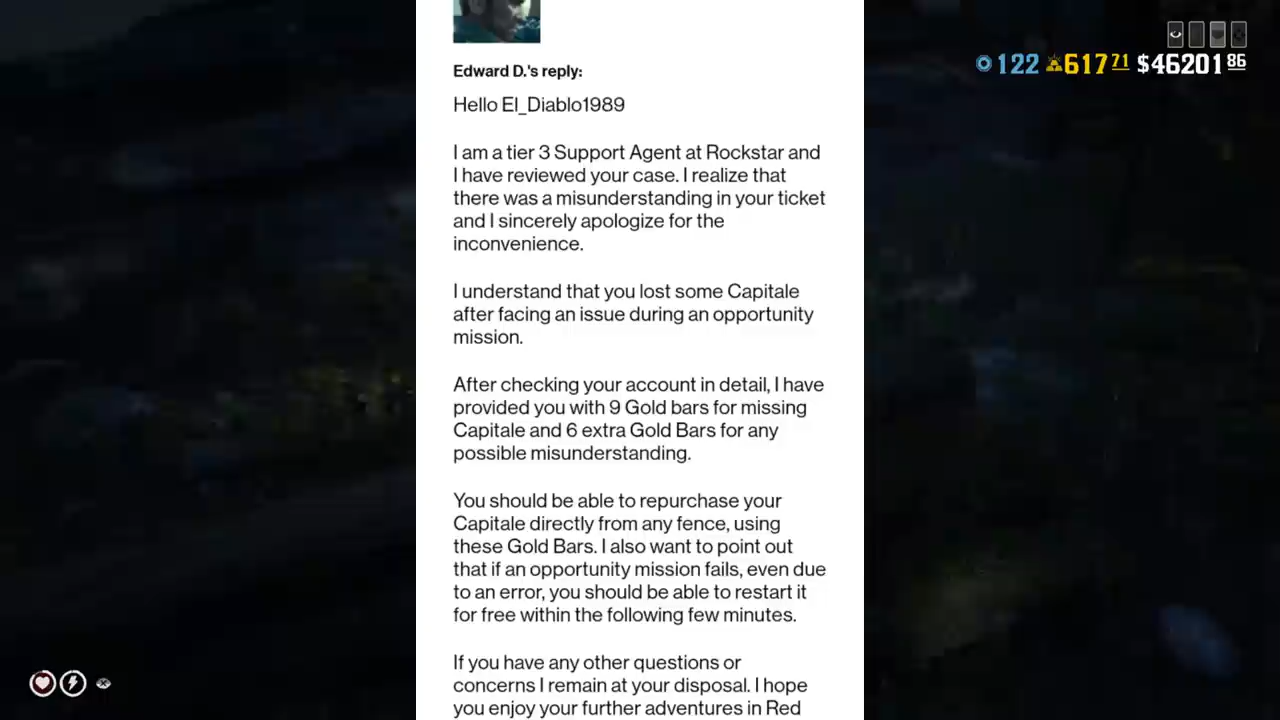 122 617 71 $46201 86
Edward D.'s reply:
Hello El_Diablo1989
I am a tier 3 Support Agent at Rockstar and
I have reviewed your case. I realize that
there was a misunderstanding in your ticket
and I sincerely apologize for the
inconvenience.
I understand that you lost some Capitale
after facing an issue during an opportunity
mission.
After checking your account in detail, I have
provided you with 9 Gold bars for missing
Capitale and 6 extra Gold Bars for any
possible misunderstanding.
You should be able to repurchase your
Capitale directly from any fence, using
these Gold Bars. I also want to point out
that if an opportunity mission fails, even due
to an error, you should be able to restart it
for free within the following few minutes.
If you have any other questions or
concerns I remain at your disposal. I hope
you enjoy your further adventures in Red